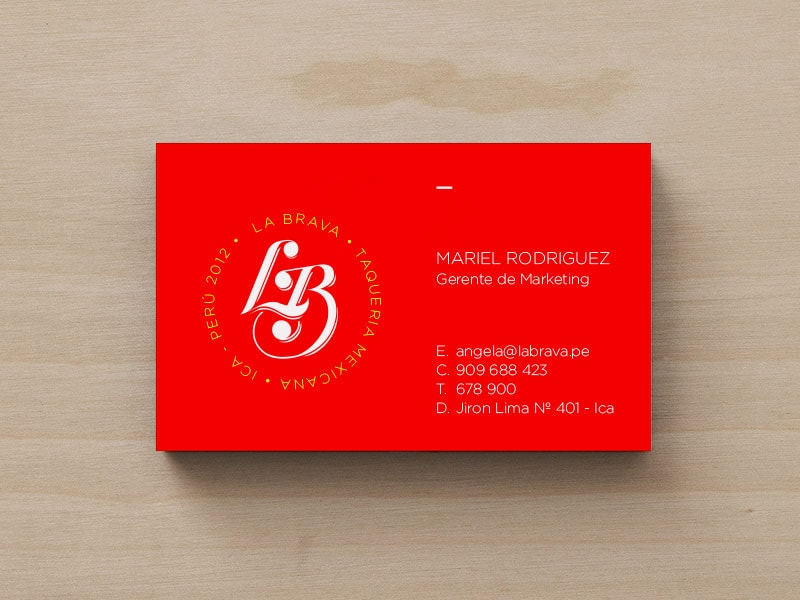 LA BRAVA • TAQUERIA MEXICANA • ICA - PERÚ 2012 •
LB
MARIEL RODRIGUEZ
Gerente de Marketing
E. angela@labrava.pe
C. 909 688 423
T. 678 900
D. Jiron Lima Nº 401 - Ica